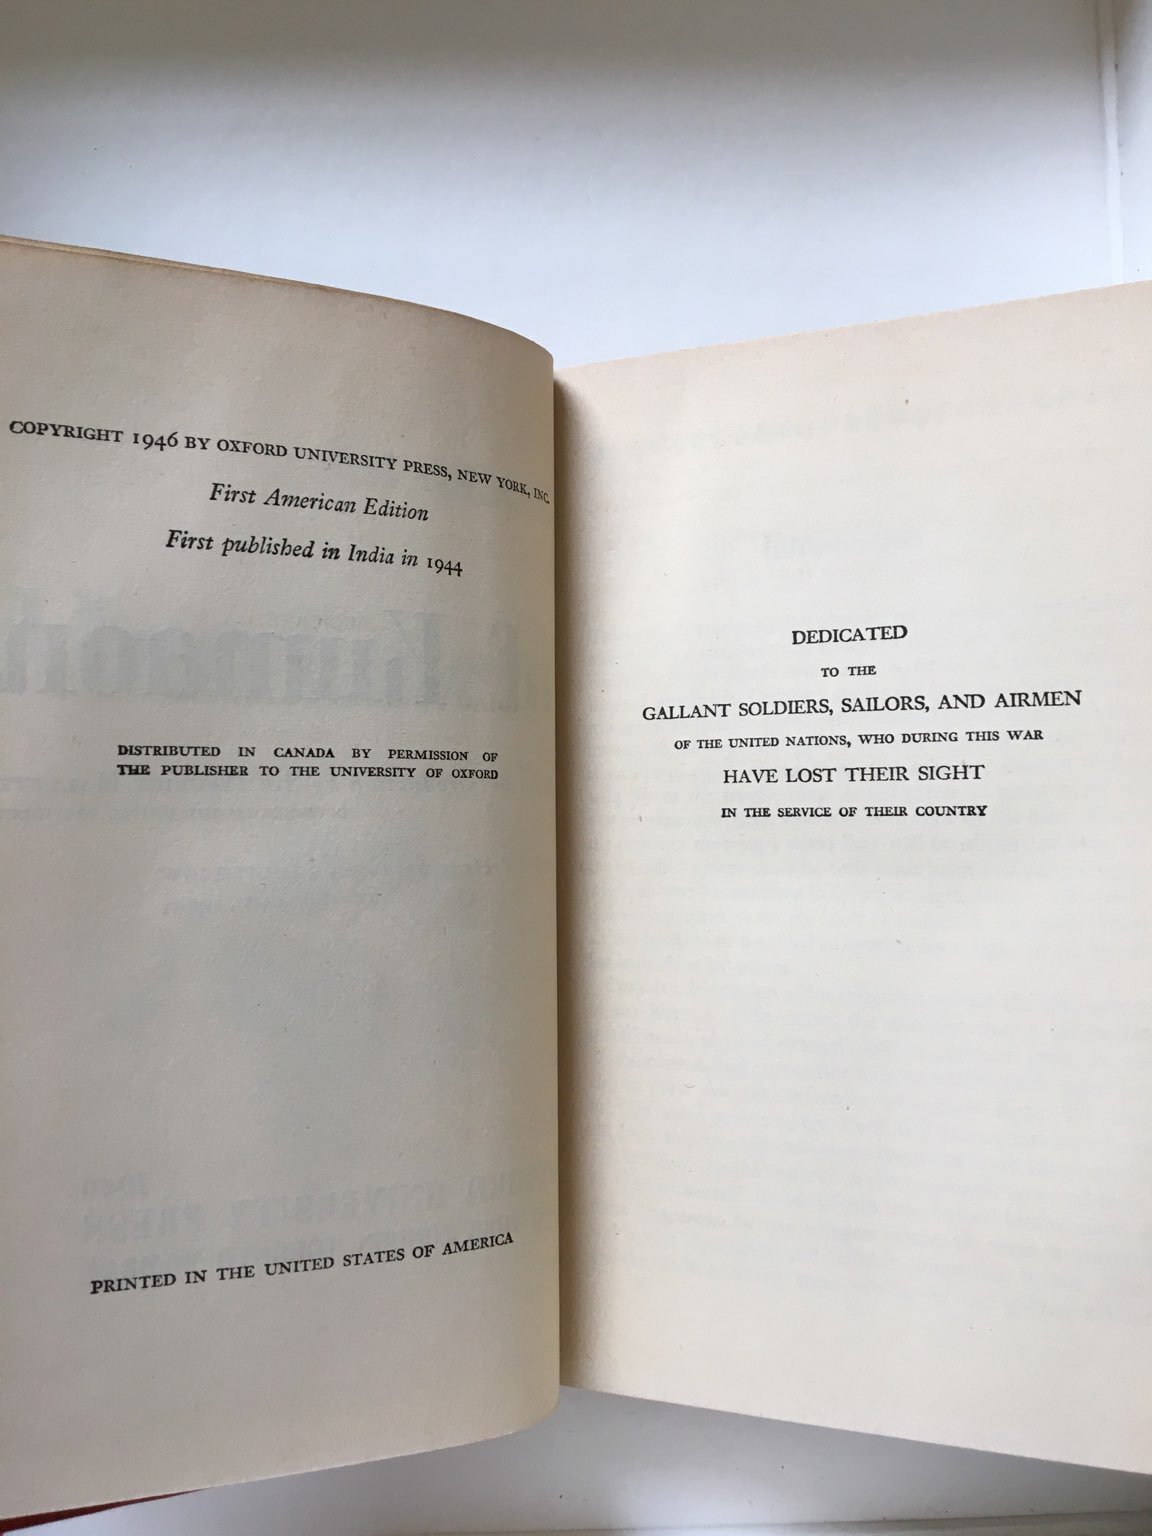 COPYRIGHT 1946 BY OXFORD UNIVERSITY PRESS, NEW YORK, INC.
First American Edition
First published in India in 1944
DISTRIBUTED IN CANADA BY PERMISSION OF
THE PUBLISHER TO THE UNIVERSITY OF OXFORD
PRINTED IN THE UNITED STATES OF AMERICA
DEDICATED
TO THE
GALLANT SOLDIERS, SAILORS, AND AIRMEN
OF THE UNITED NATIONS, WHO DURING THIS WAR
HAVE LOST THEIR SIGHT
IN THE SERVICE OF THEIR COUNTRY